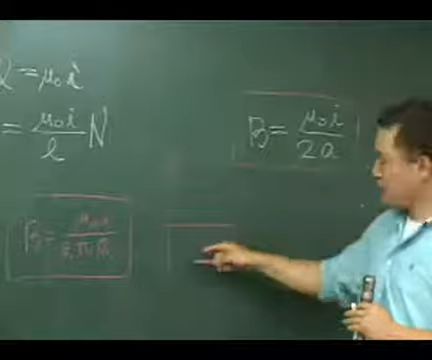 l = μ₀i
= μ₀i/l N
B = μ₀i/2a
B = μ₀i/2πa